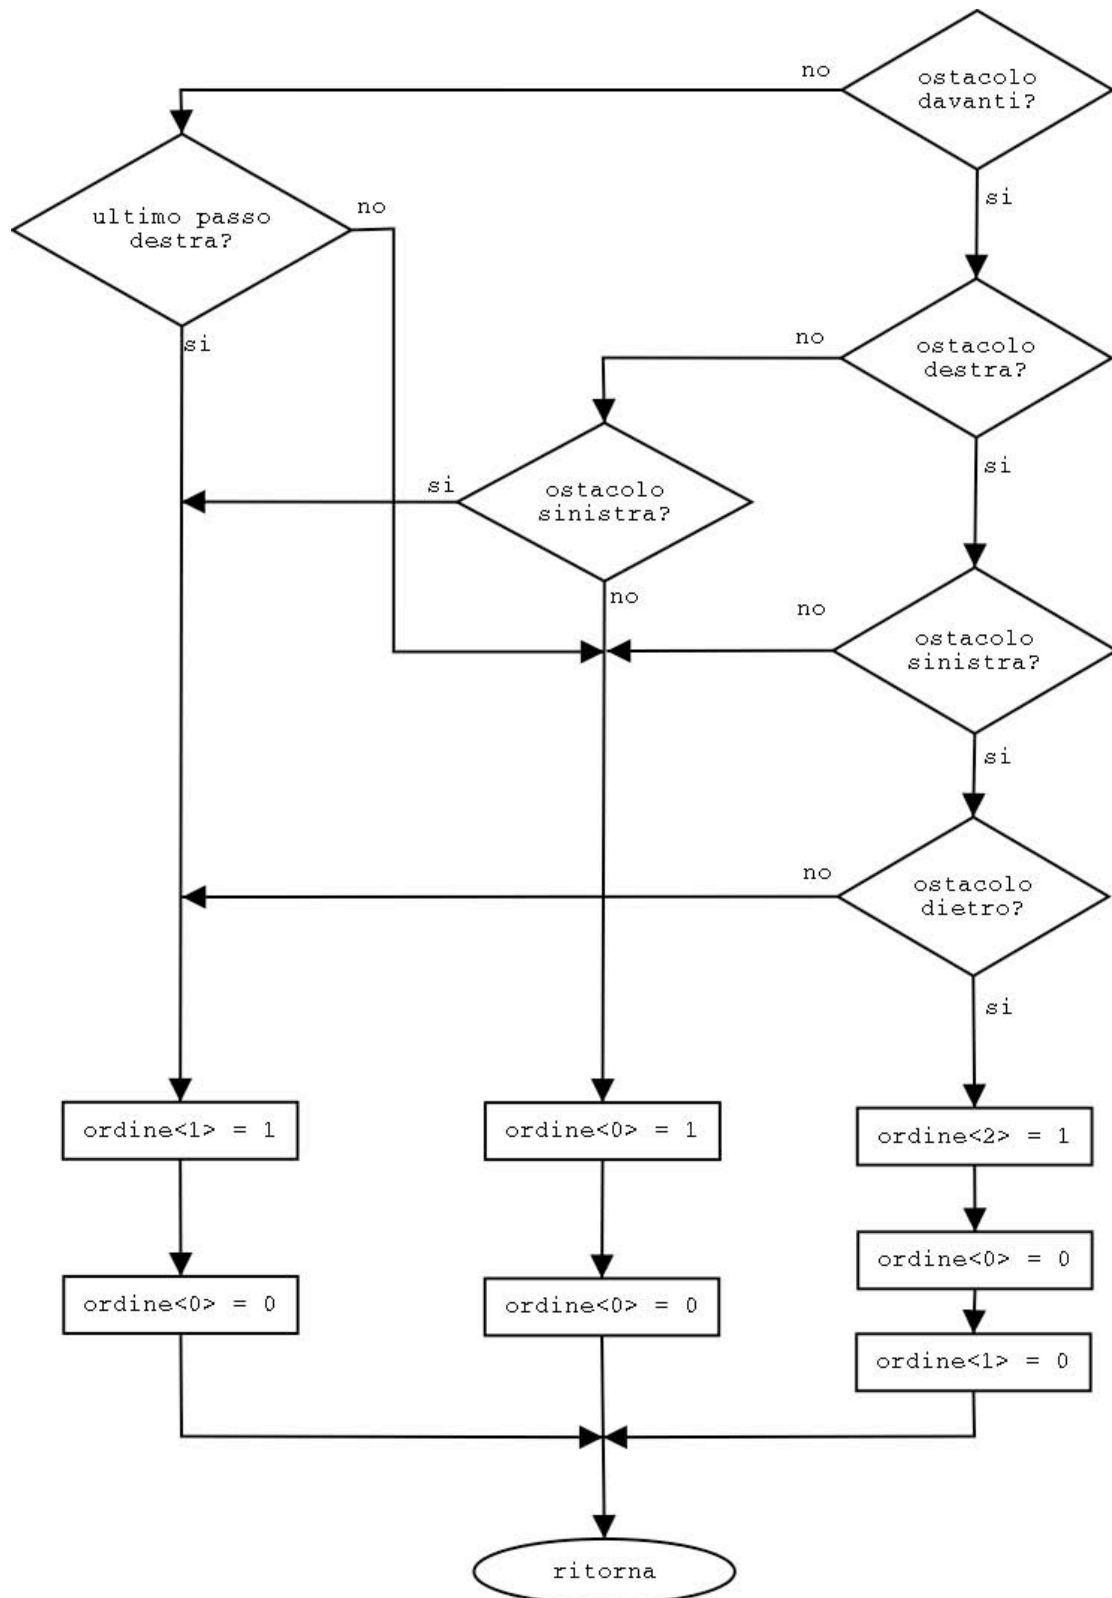 no
ostacolo
davanti?
si
ultimo passo
destra?
no
si
no
ostacolo
destra?
si
si
ostacolo
sinistra?
no
no
ostacolo
sinistra?
si
no
ostacolo
dietro?
si
ordine<1> = 1
ordine<0> = 1
ordine<2> = 1
ordine<0> = 0
ordine<0> = 0
ordine<0> = 0
ordine<1> = 0
ritorna